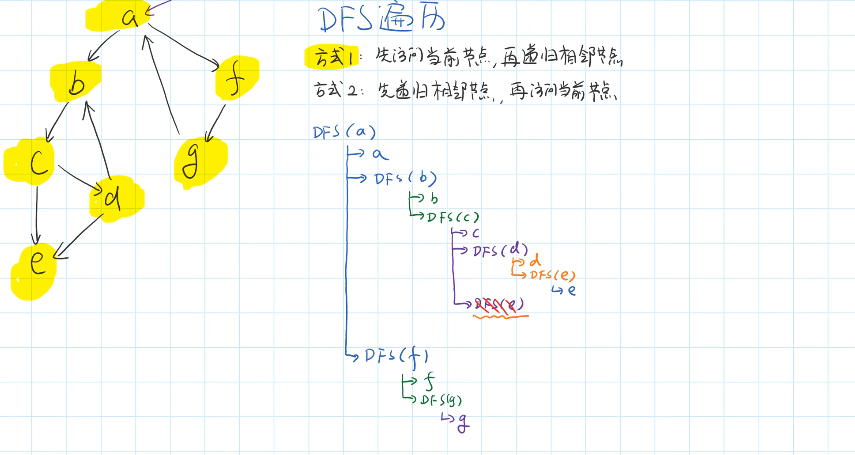 DFS遍历
方式1：先访问当前节点，再递归相邻节点
方式2：先递归相邻节点，再访问当前节点
a
b
f
c
g
d
e
DFS(a)
a
DFS(b)
b
DFS(c)
c
DFS(d)
d
DFS(e)
e
DFS(e)
DFS(f)
f
DFS(g)
g